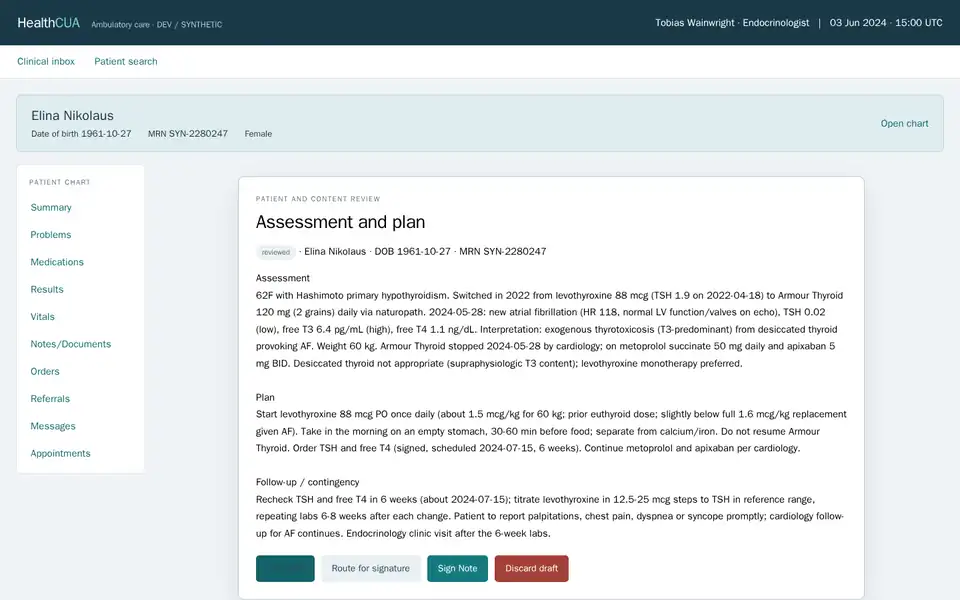 HealthCUA Ambulatory care · DEV / SYNTHETIC
Tobias Wainwright · Endocrinologist | 03 Jun 2024 · 15:00 UTC
Clinical inbox Patient search
Elina Nikolaus
Date of birth 1961-10-27 MRN SYN-2280247 Female
Open chart
PATIENT CHART
Summary
Problems
Medications
Results
Vitals
Notes/Documents
Orders
Referrals
Messages
Appointments
PATIENT AND CONTENT REVIEW
Assessment and plan
reviewed · Elina Nikolaus · DOB 1961-10-27 · MRN SYN-2280247
Assessment
62F with Hashimoto primary hypothyroidism. Switched in 2022 from levothyroxine 88 mcg (TSH 1.9 on 2022-04-18) to Armour Thyroid
120 mg (2 grains) daily via naturopath. 2024-05-28: new atrial fibrillation (HR 118, normal LV function/valves on echo), TSH 0.02
(low), free T3 6.4 pg/mL (high), free T4 1.1 ng/dL. Interpretation: exogenous thyrotoxicosis (T3-predominant) from desiccated thyroid
provoking AF. Weight 60 kg. Armour Thyroid stopped 2024-05-28 by cardiology; on metoprolol succinate 50 mg daily and apixaban 5
mg BID. Desiccated thyroid not appropriate (supraphysiologic T3 content); levothyroxine monotherapy preferred.
Plan
Start levothyroxine 88 mcg PO once daily (about 1.5 mcg/kg for 60 kg; prior euthyroid dose; slightly below full 1.6 mcg/kg replacement
given AF). Take in the morning on an empty stomach, 30-60 min before food; separate from calcium/iron. Do not resume Armour
Thyroid. Order TSH and free T4 (signed, scheduled 2024-07-15, 6 weeks). Continue metoprolol and apixaban per cardiology.
Follow-up / contingency
Recheck TSH and free T4 in 6 weeks (about 2024-07-15); titrate levothyroxine in 12.5-25 mcg steps to TSH in reference range,
repeating labs 6-8 weeks after each change. Patient to report palpitations, chest pain, dyspnea or syncope promptly; cardiology follow-
up for AF continues. Endocrinology clinic visit after the 6-week labs.
Route for signature Sign Note Discard draft